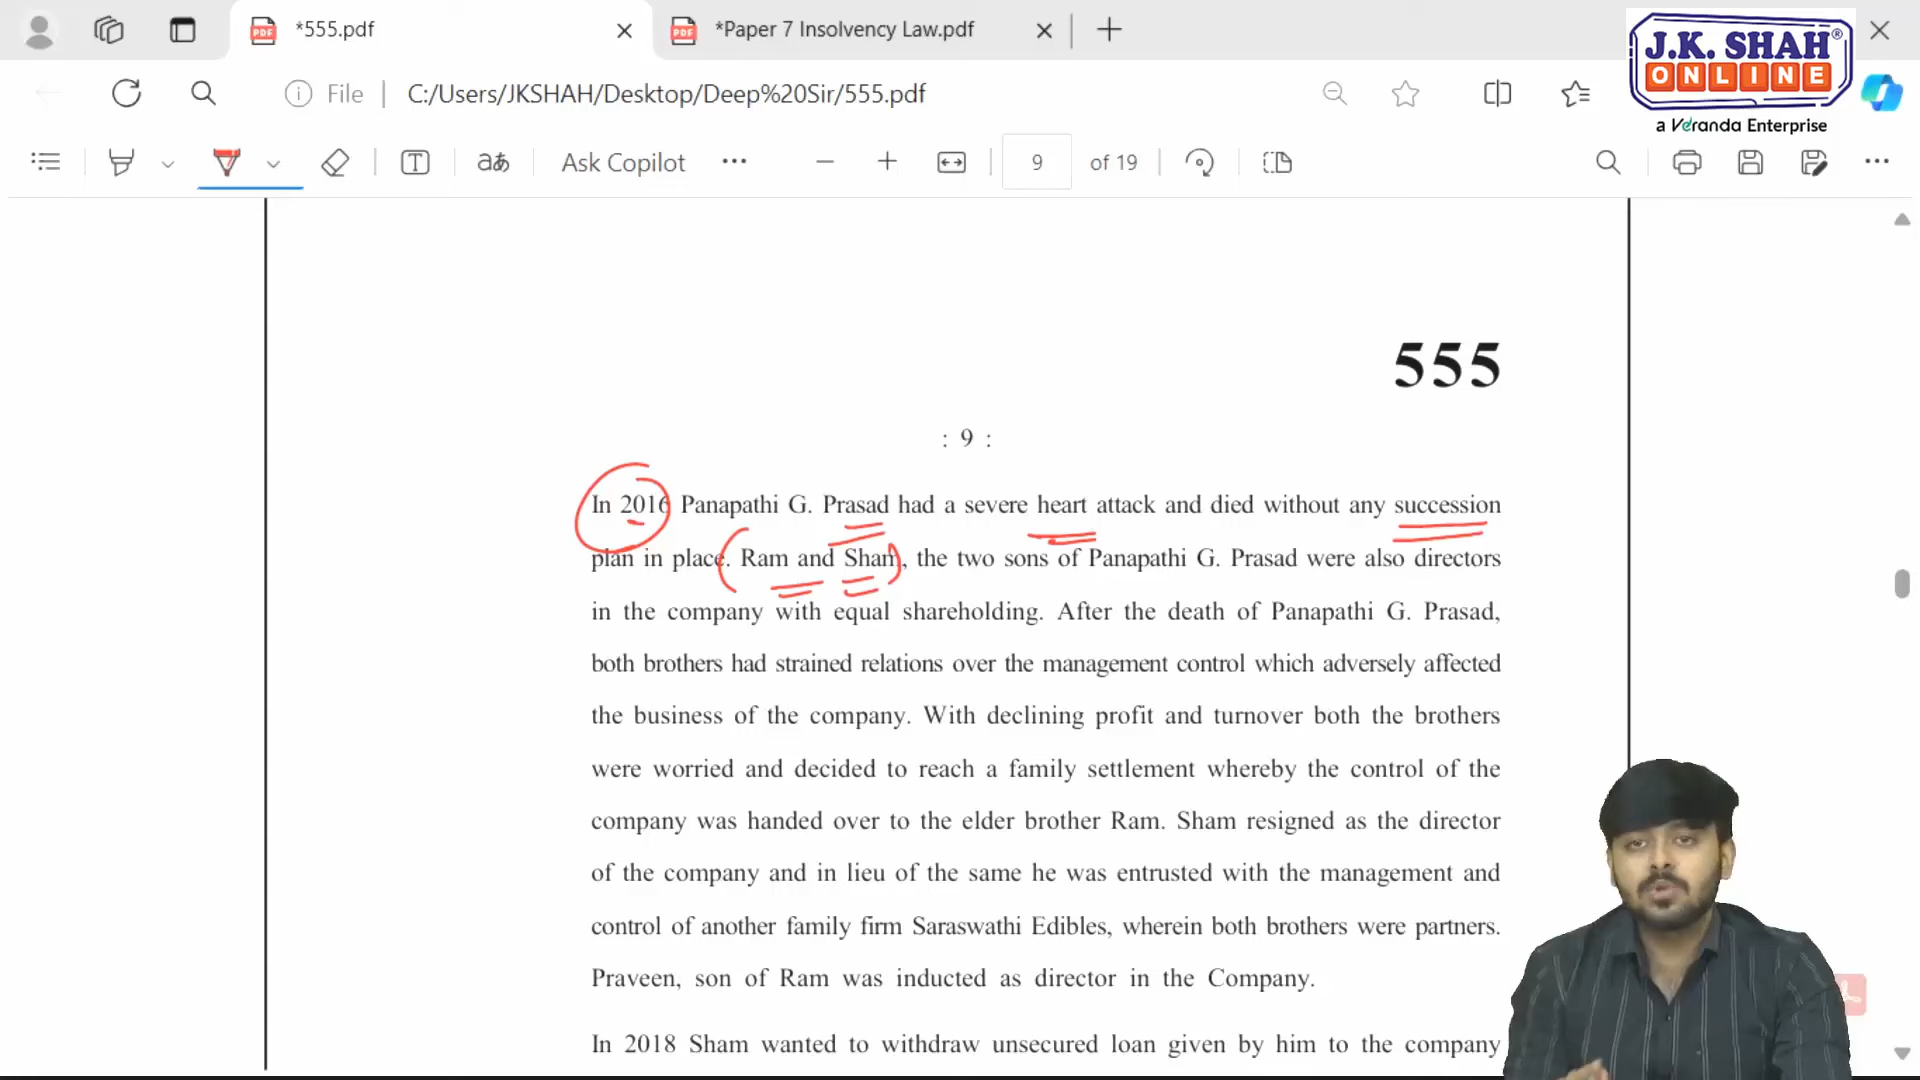 *555.pdf
*Paper 7 Insolvency Law.pdf
J.K. SHAH®
ONLINE
a Veranda Enterprise
File
C:/Users/JKSHAH/Desktop/Deep%20Sir/555.pdf
aあ
Ask Copilot
9 of 19
555
: 9 :
In 2016 Panapathi G. Prasad had a severe heart attack and died without any succession
plan in place. Ram and Sham, the two sons of Panapathi G. Prasad were also directors
in the company with equal shareholding. After the death of Panapathi G. Prasad,
both brothers had strained relations over the management control which adversely affected
the business of the company. With declining profit and turnover both the brothers
were worried and decided to reach a family settlement whereby the control of the
company was handed over to the elder brother Ram. Sham resigned as the director
of the company and in lieu of the same he was entrusted with the management and
control of another family firm Saraswathi Edibles, wherein both brothers were partners.
Praveen, son of Ram was inducted as director in the Company.
In 2018 Sham wanted to withdraw unsecured loan given by him to the company